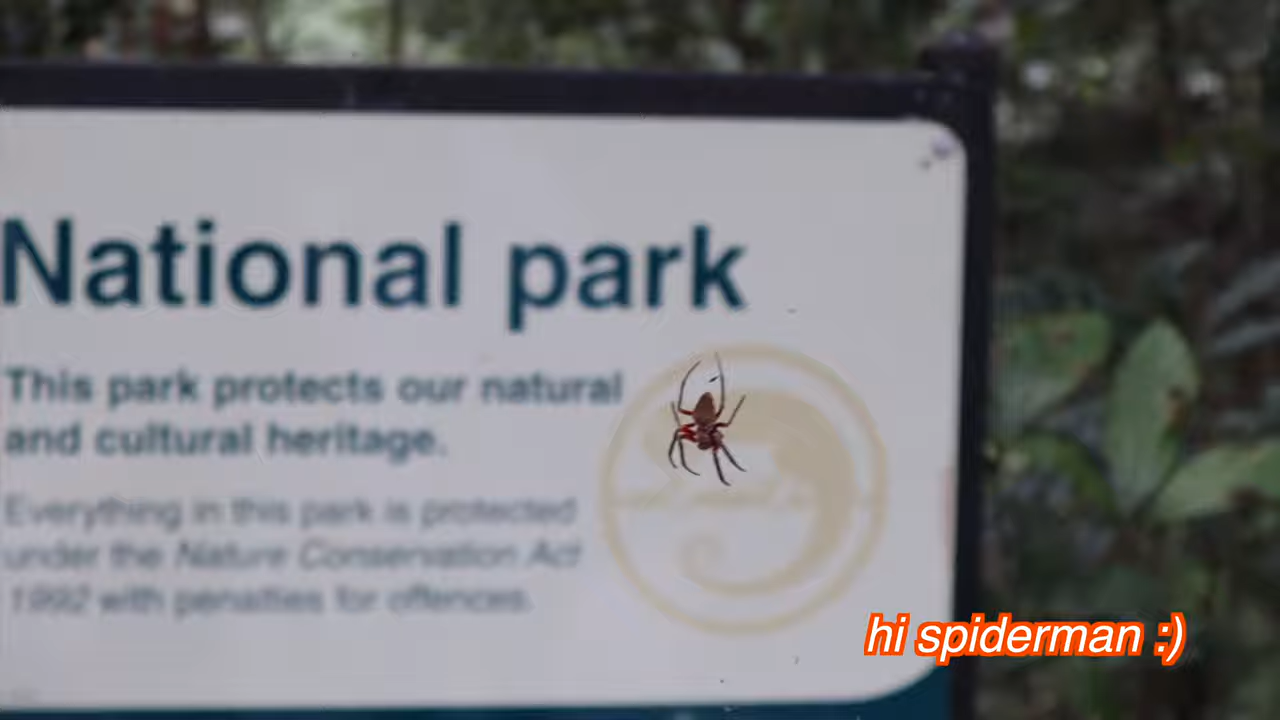 National park
This park protects our natural
and cultural heritage.
Everything in this park is protected
under the Nature Conservation Act
1992 with penalties for offences.
hi spiderman :)